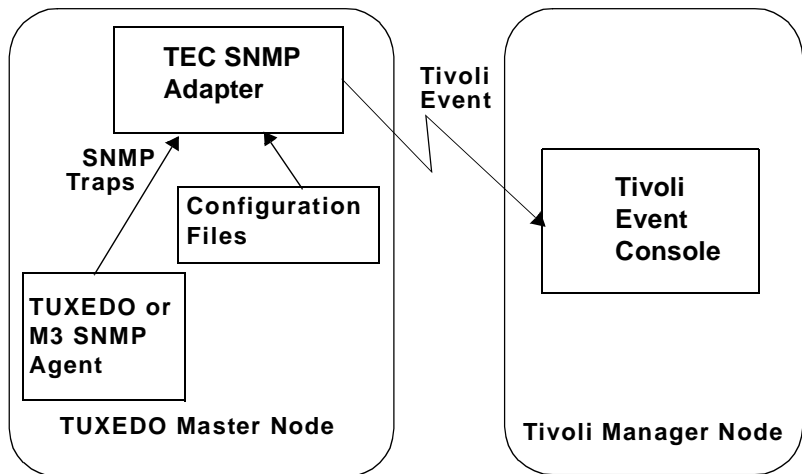 TEC SNMP
Adapter
SNMP
Traps
Configuration
Files
TUXEDO or
M3 SNMP
Agent
TUXEDO Master Node
Tivoli
Event
Tivoli
Event
Console
Tivoli Manager Node